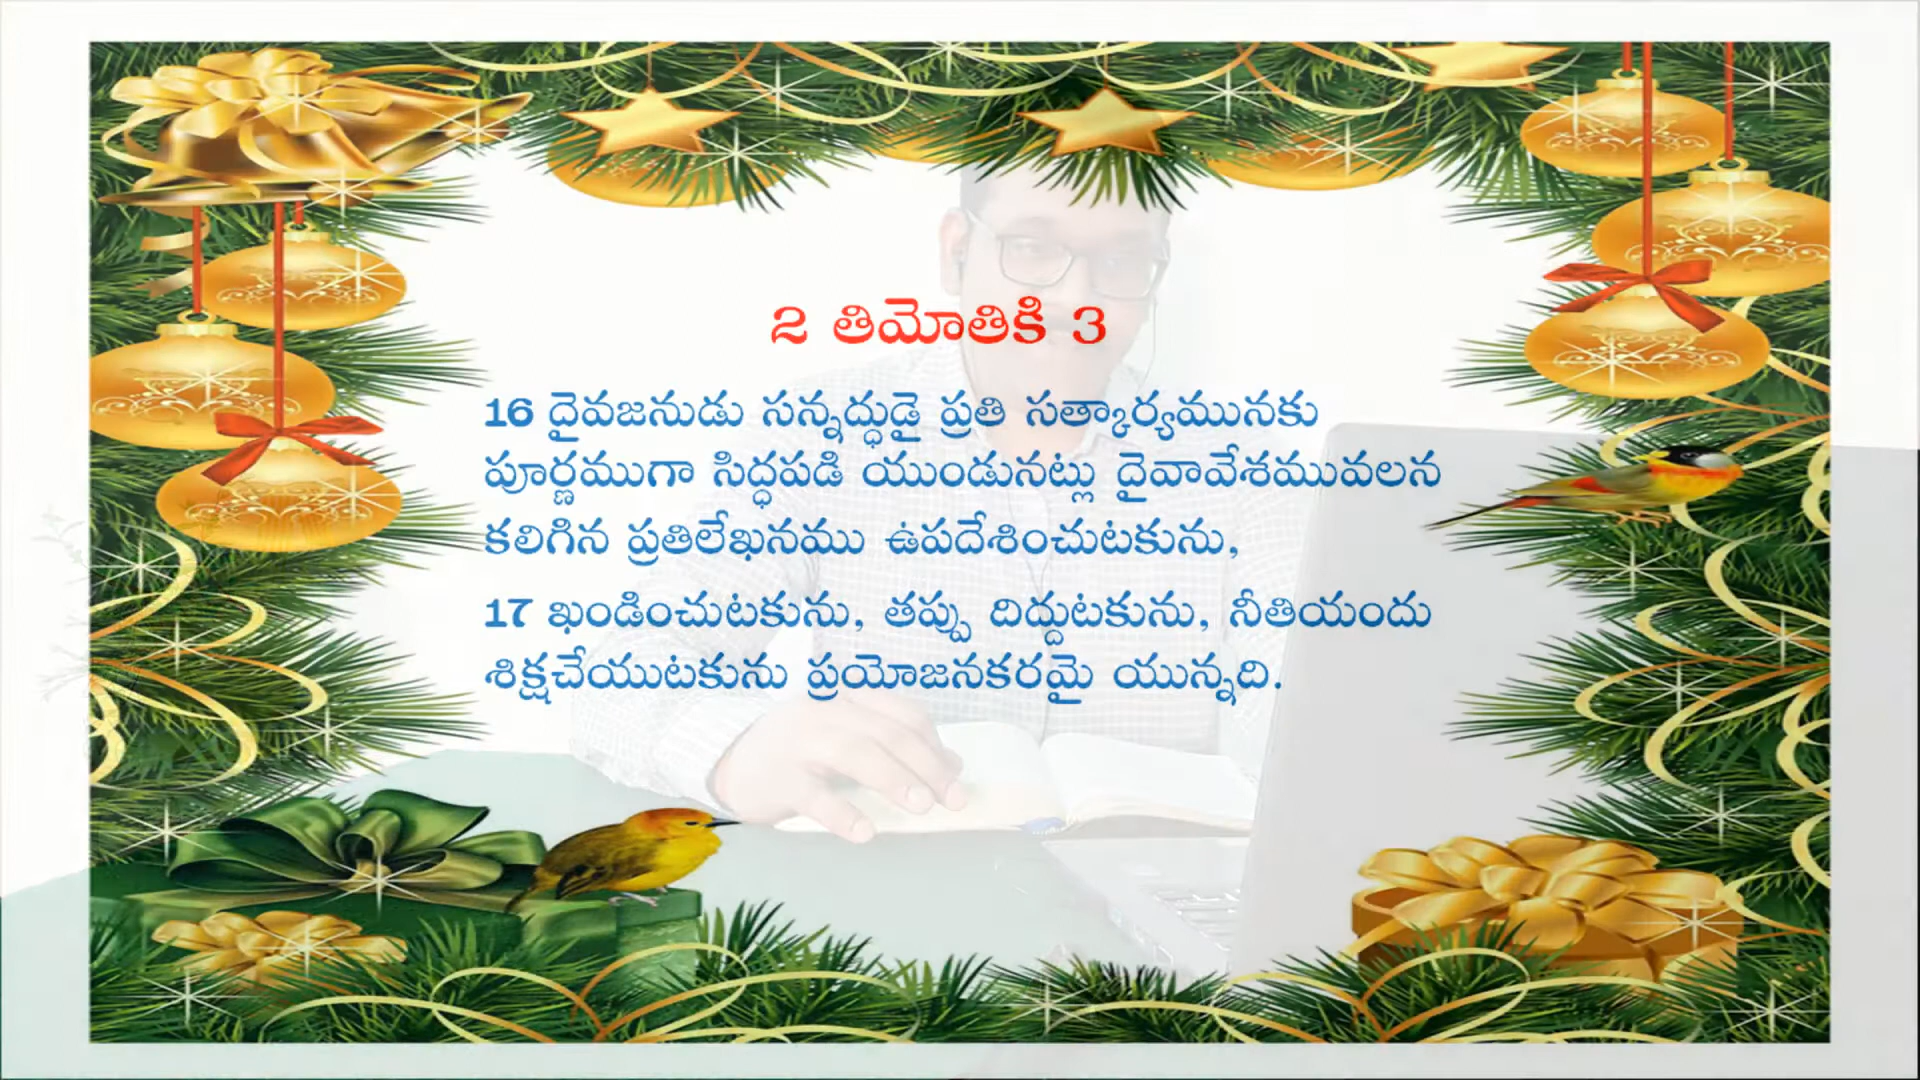 2 తిమోతికి 3
16 దైవజనుడు సన్నద్ధుడై ప్రతి సత్కార్యమునకు
పూర్ణముగా సిద్ధపడి యుండునట్లు దైవావేశమువలన
కలిగిన ప్రతిలేఖనము ఉపదేశించుటకును,
17 ఖండించుటకును, తప్పు దిద్దుటకును, నీతియందు
శిక్షచేయుటకును ప్రయోజనకరమై యున్నది.